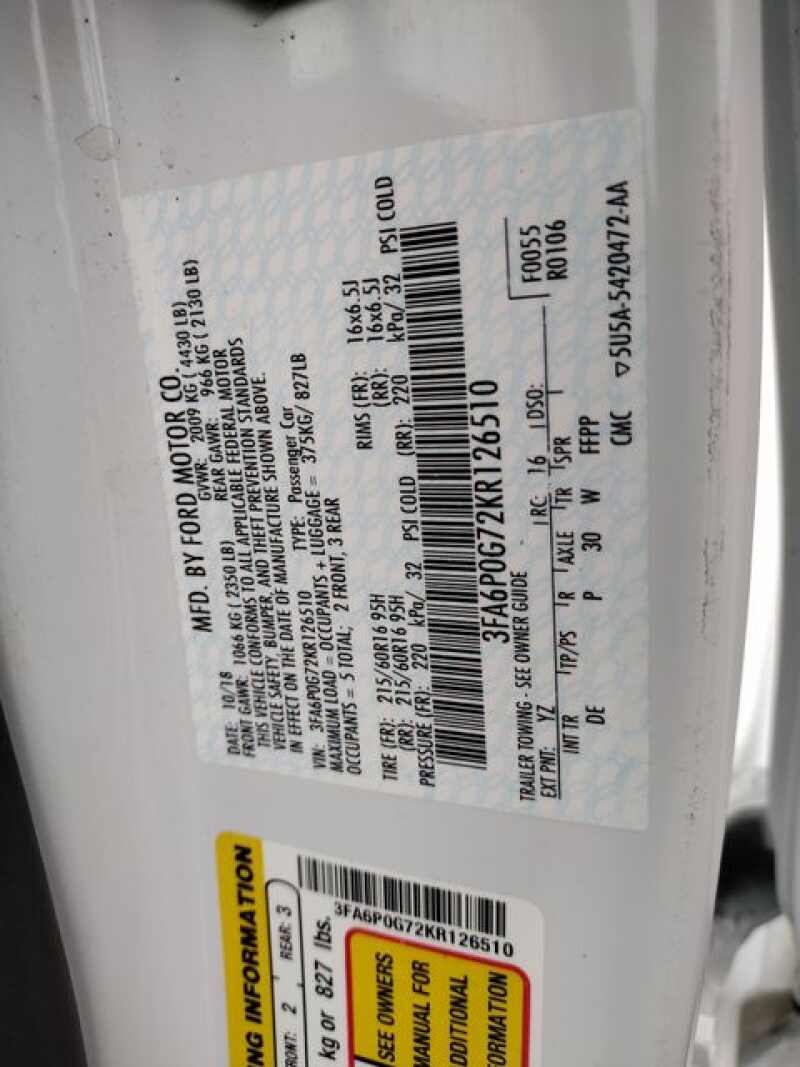 MFD. BY FORD MOTOR CO.
DATE: 10/18 GVWR: 2009 KG ( 4430 LB)
FRONT GAWR: 1066 KG ( 2350 LB) REAR GAWR: 966 KG ( 2130 LB)
THIS VEHICLE CONFORMS TO ALL APPLICABLE FEDERAL MOTOR
VEHICLE SAFETY, BUMPER, AND THEFT PREVENTION STANDARDS
IN EFFECT ON THE DATE OF MANUFACTURE SHOWN ABOVE.
VIN: 3FA6P0G72KR126510 TYPE: Passenger Car
MAXIMUM LOAD = OCCUPANTS + LUGGAGE = 375KG/ 827LB
OCCUPANTS = 5 TOTAL; 2 FRONT, 3 REAR
TIRE (FR): 215/60R16 95H RIMS (FR): 16x6.5J
(RR): 215/60R16 95H (RR): 16x6.5J
PRESSURE (FR): 220 kPa/ 32 PSI COLD (RR): 220 kPa/ 32 PSI COLD
3FA6P0G72KR126510
TRAILER TOWING - SEE OWNER GUIDE
EXT PNT: YZ RC: 16 DSO: F0055
R0106
INT TR TP/PS R AXLE TR SPR
DE P 30 W FFPP
CMC ▽5U5A-5420472-AA
NG INFORMATION
RONT: 2 REAR: 3
kg or 827 lbs.
3FA6P0G72KR126510
SEE OWNERS
MANUAL FOR
DDITIONAL
ORMATION